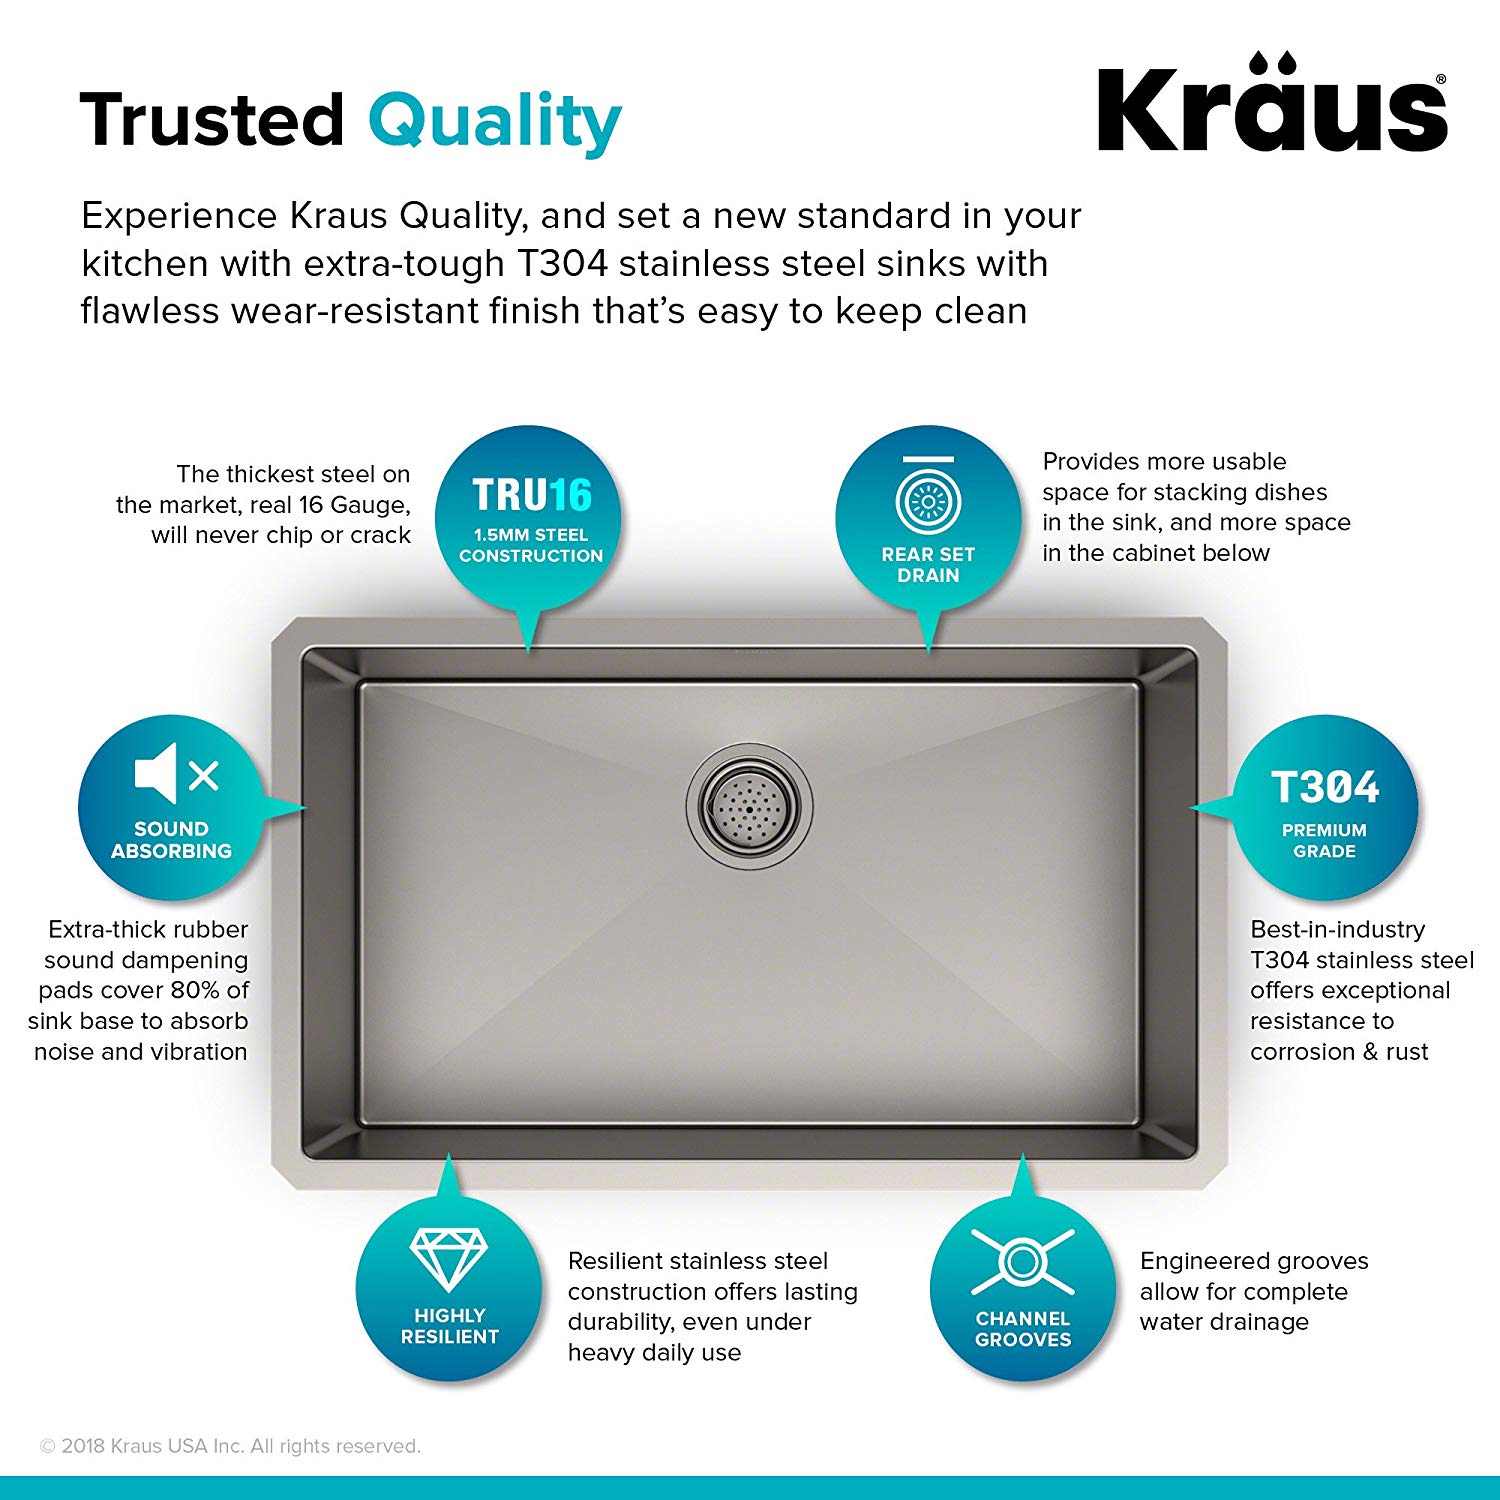 Trusted Quality
Kräus®
Experience Kraus Quality, and set a new standard in your
kitchen with extra-tough T304 stainless steel sinks with
flawless wear-resistant finish that's easy to keep clean
The thickest steel on
the market, real 16 Gauge,
will never chip or crack
TRU16
1.5MM STEEL
CONSTRUCTION
REAR SET
DRAIN
Provides more usable
space for stacking dishes
in the sink, and more space
in the cabinet below
SOUND
ABSORBING
Extra-thick rubber
sound dampening
pads cover 80% of
sink base to absorb
noise and vibration
T304
PREMIUM
GRADE
Best-in-industry
T304 stainless steel
offers exceptional
resistance to
corrosion & rust
HIGHLY
RESILIENT
Resilient stainless steel
construction offers lasting
durability, even under
heavy daily use
CHANNEL
GROOVES
Engineered grooves
allow for complete
water drainage
© 2018 Kraus USA Inc. All rights reserved.